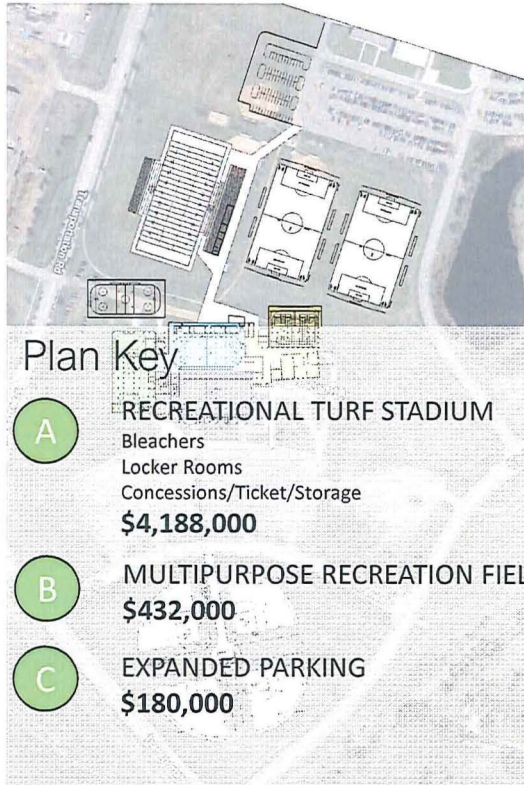 Plan Key
A
RECREATIONAL TURF STADIUM
Bleachers
Locker Rooms
Concessions/Ticket/Storage
$4,188,000
B
MULTIPURPOSE RECREATION FIEL
$432,000
C
EXPANDED PARKING
$180,000